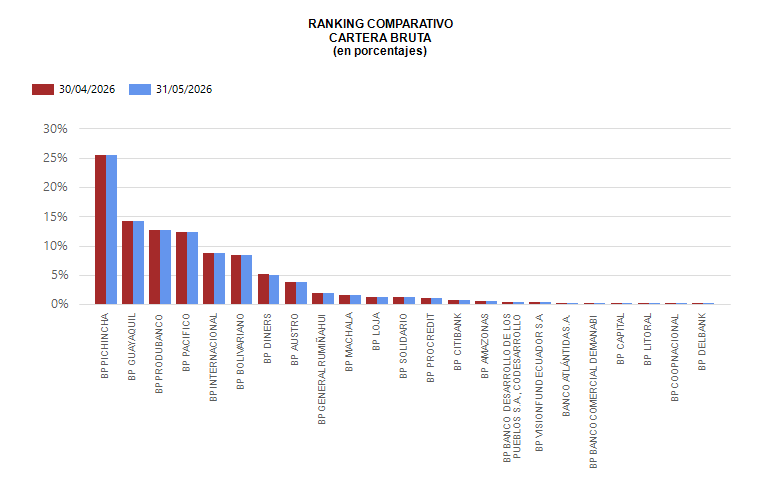 RANKING COMPARATIVO
CARTERA BRUTA
(en porcentajes)
30/04/2026
31/05/2026
30%
25%
20%
15%
10%
5%
0%
BP PICHINCHA
BP GUAYAQUIL
BP PRODUBANCO
BP PACIFICO
BP INTERNACIONAL
BP BOLIVARIANO
BP DINERS
BP AUSTRO
BP GENERAL RUMIÑAHUI
BP MACHALA
BP LOJA
BP SOLIDARIO
BP PROCREDIT
BP CITIBANK
BP AMAZONAS
BP BANCO DESARROLLO DE LOS
PUEBLOS S.A., CODESARROLLO
BP VISIONFUND ECUADOR S.A.
BANCO ATLÁNTIDA S.A.
BP BANCO COMERCIAL DE MANABI
BP CAPITAL
BP LITORAL
BP COOPNACIONAL
BP DELBANK